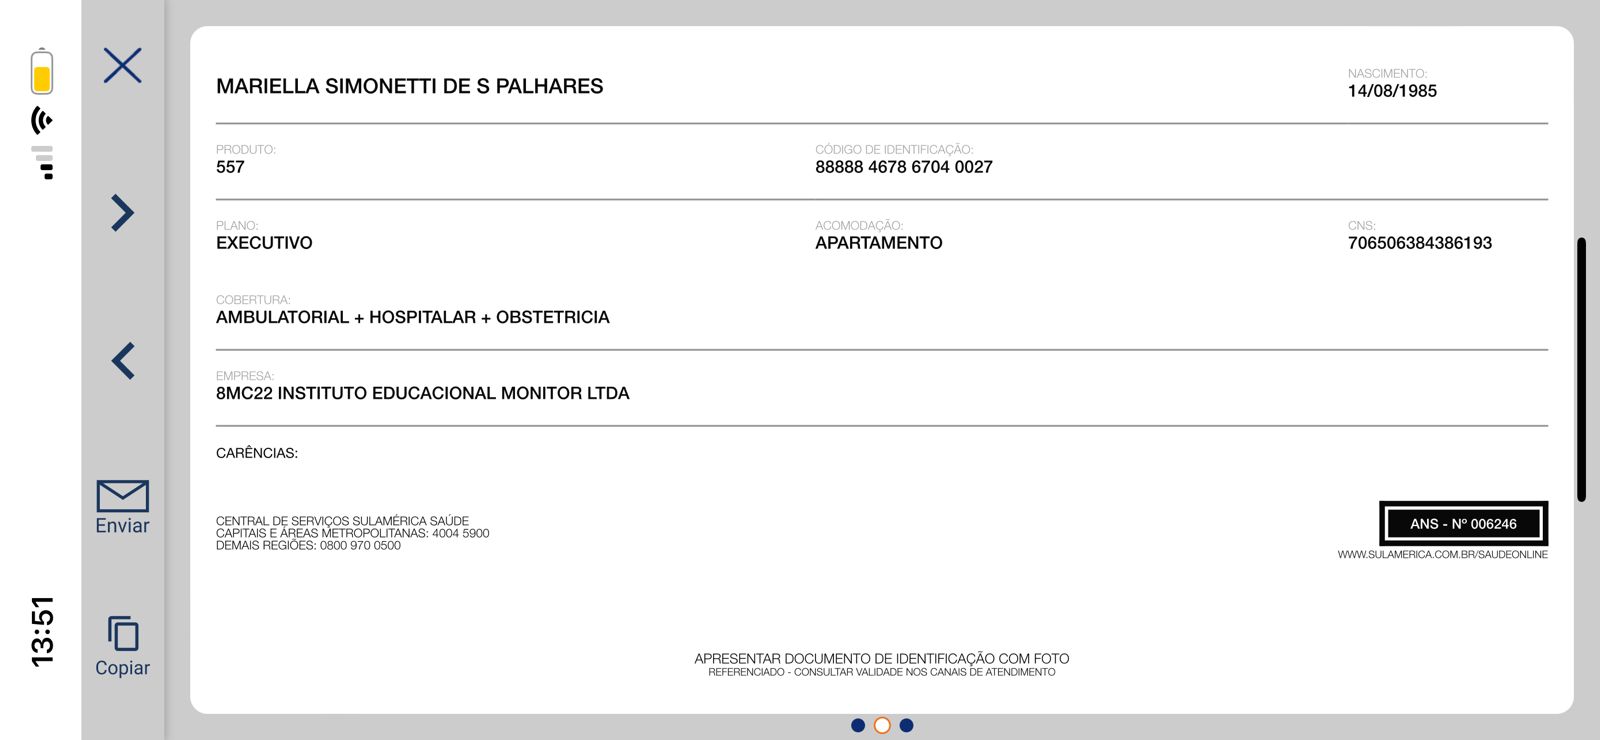 13:51
Enviar
Copiar
MARIELLA SIMONETTI DE S PALHARES
NASCIMENTO:
14/08/1985
PRODUTO:
557
CÓDIGO DE IDENTIFICAÇÃO:
88888 4678 6704 0027
PLANO:
EXECUTIVO
ACOMODAÇÃO:
APARTAMENTO
CNS:
706506384386193
COBERTURA:
AMBULATORIAL + HOSPITALAR + OBSTETRICIA
EMPRESA:
8MC22 INSTITUTO EDUCACIONAL MONITOR LTDA
CARÊNCIAS:
CENTRAL DE SERVIÇOS SULAMÉRICA SAÚDE
CAPITAIS E ÁREAS METROPOLITANAS: 4004 5900
DEMAIS REGIÕES: 0800 970 0500
ANS - Nº 006246
WWW.SULAMERICA.COM.BR/SAUDEONLINE
APRESENTAR DOCUMENTO DE IDENTIFICAÇÃO COM FOTO
REFERENCIADO - CONSULTAR VALIDADE NOS CANAIS DE ATENDIMENTO